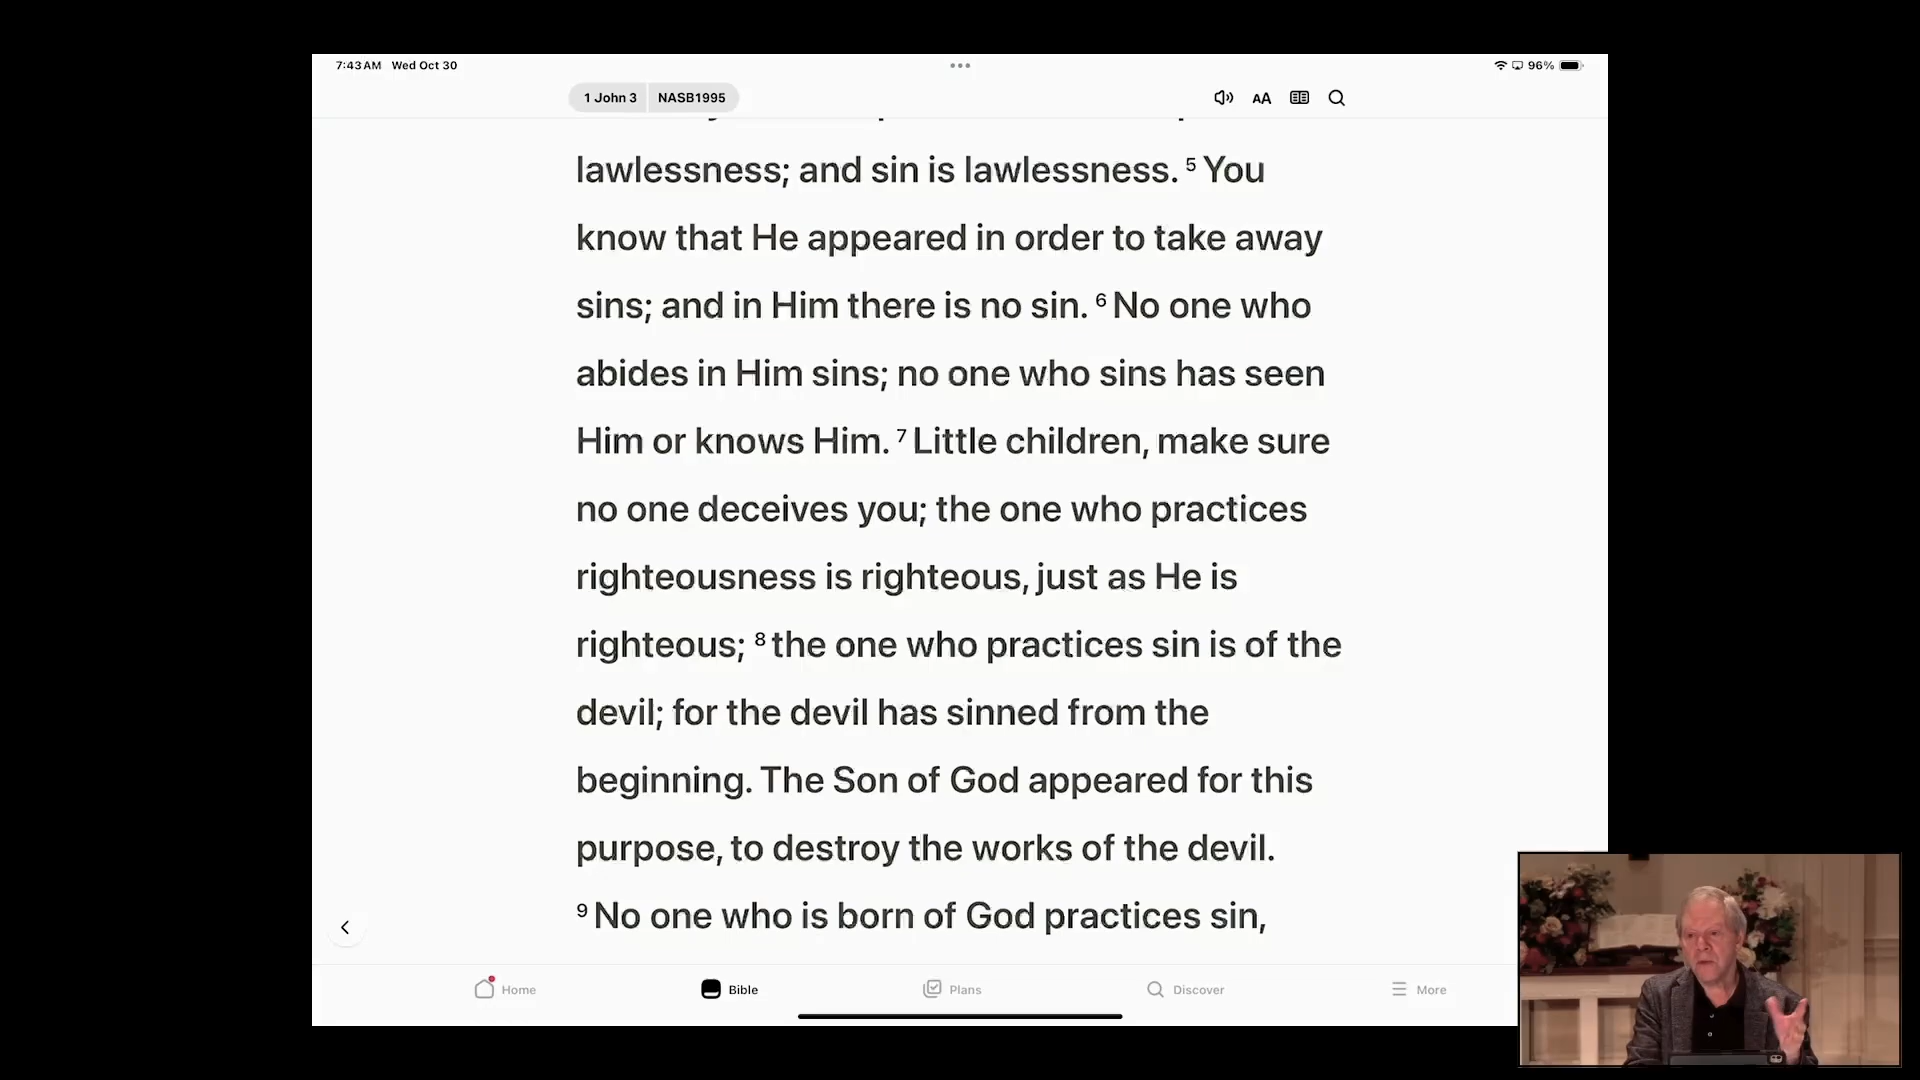 7:43 AM Wed Oct 30
96%
1 John 3 NASB1995
AA
lawlessness; and sin is lawlessness. 5 You
know that He appeared in order to take away
sins; and in Him there is no sin. 6 No one who
abides in Him sins; no one who sins has seen
Him or knows Him. 7 Little children, make sure
no one deceives you; the one who practices
righteousness is righteous, just as He is
righteous; 8 the one who practices sin is of the
devil; for the devil has sinned from the
beginning. The Son of God appeared for this
purpose, to destroy the works of the devil.
9 No one who is born of God practices sin,
Home Bible Plans Discover More